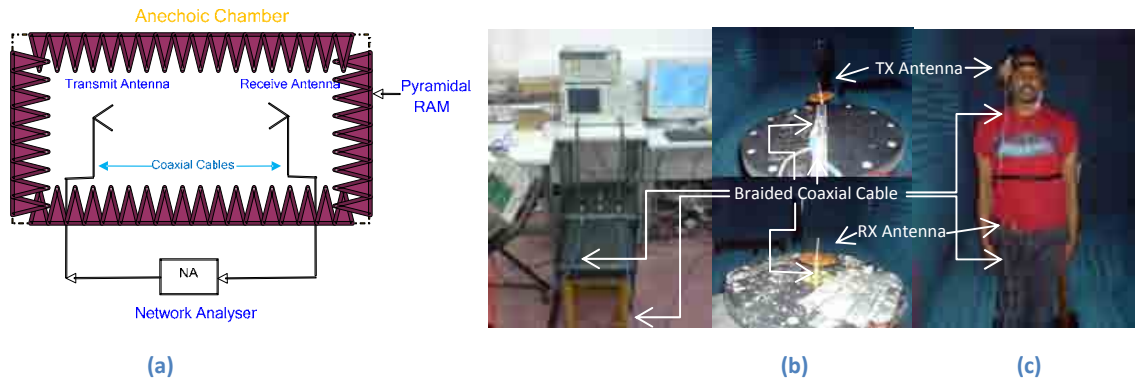 Anechoic Chamber
Transmit Antenna
Receive Antenna
Pyramidal
RAM
Coaxial Cables
NA
Network Analyser
TX Antenna
Braided Coaxial Cable
RX Antenna
(a)
(b)
(c)